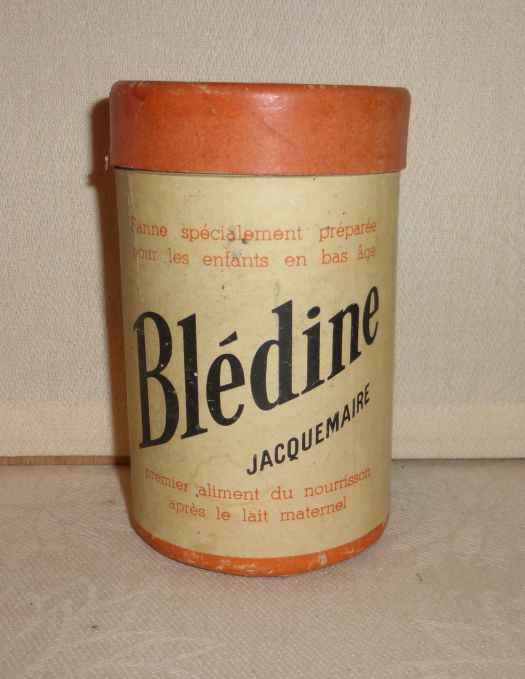 Farine spécialement préparée
pour les enfants en bas âge
Blédine
JACQUEMAIRE
premier aliment du nourrisson
après le lait maternel